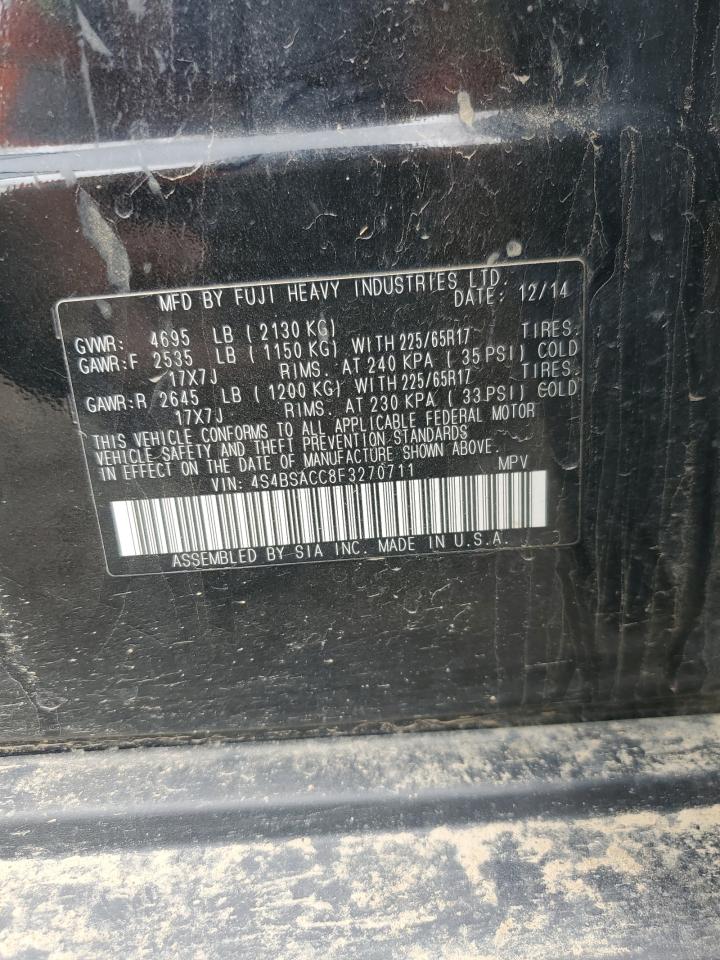 MFD BY FUJI HEAVY INDUSTRIES LTD.
DATE: 12/14
GVWR: 4695 LB (2130 KG)
GAWR:F 2535 LB (1150 KG) WITH 225/65R17 TIRES.
17X7J RIMS. AT 240 KPA (35 PSI) COLD
GAWR:R 2645 LB (1200 KG) WITH 225/65R17 TIRES.
17X7J RIMS. AT 230 KPA (33 PSI) COLD
THIS VEHICLE CONFORMS TO ALL APPLICABLE FEDERAL MOTOR
VEHICLE SAFETY AND THEFT PREVENTION STANDARDS
IN EFFECT ON THE DATE OF MANUFACTURE SHOWN ABOVE.
VIN: 4S4BSACC8F3270711 MPV
ASSEMBLED BY SIA INC. MADE IN U.S.A.